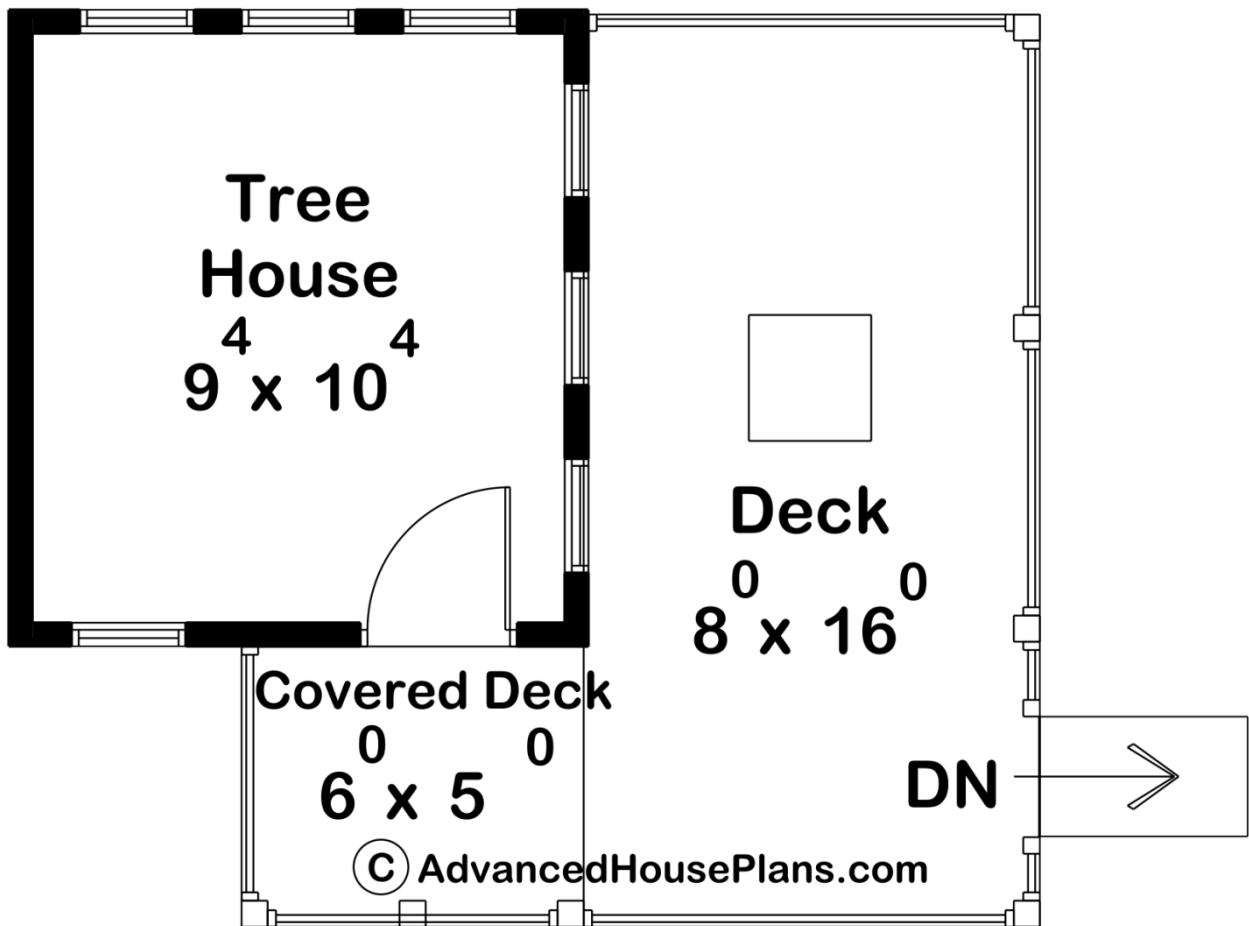 Tree
House
9⁴ x 10⁴
Deck
8⁰ x 16⁰
Covered Deck
6⁰ x 5⁰
DN
© AdvancedHousePlans.com